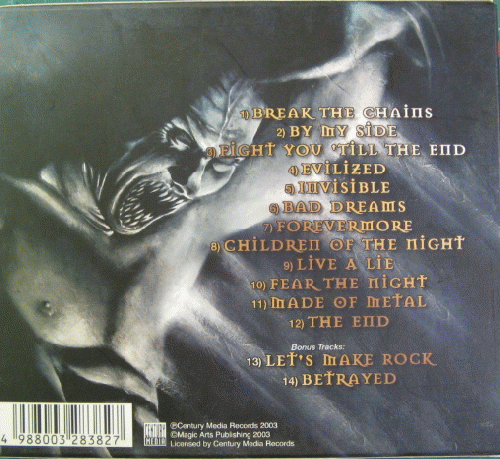 1) BREAK THE CHAINS
2) BY MY SIDE
3) FIGHT YOU 'TILL THE END
4) EVILIZED
5) INVISIBLE
6) BAD DREAMS
7) FOREVERMORE
8) CHILDREN OF THE NIGHT
9) LIVE A LIE
10) FEAR THE NIGHT
11) MADE OF METAL
12) THE END
Bonus Tracks:
13) LET'S MAKE ROCK
14) BETRAYED
4 988003 283827
CENTURY MEDIA
℗Century Media Records 2003
©Magic Arts Publishing 2003
Licensed by Century Media Records